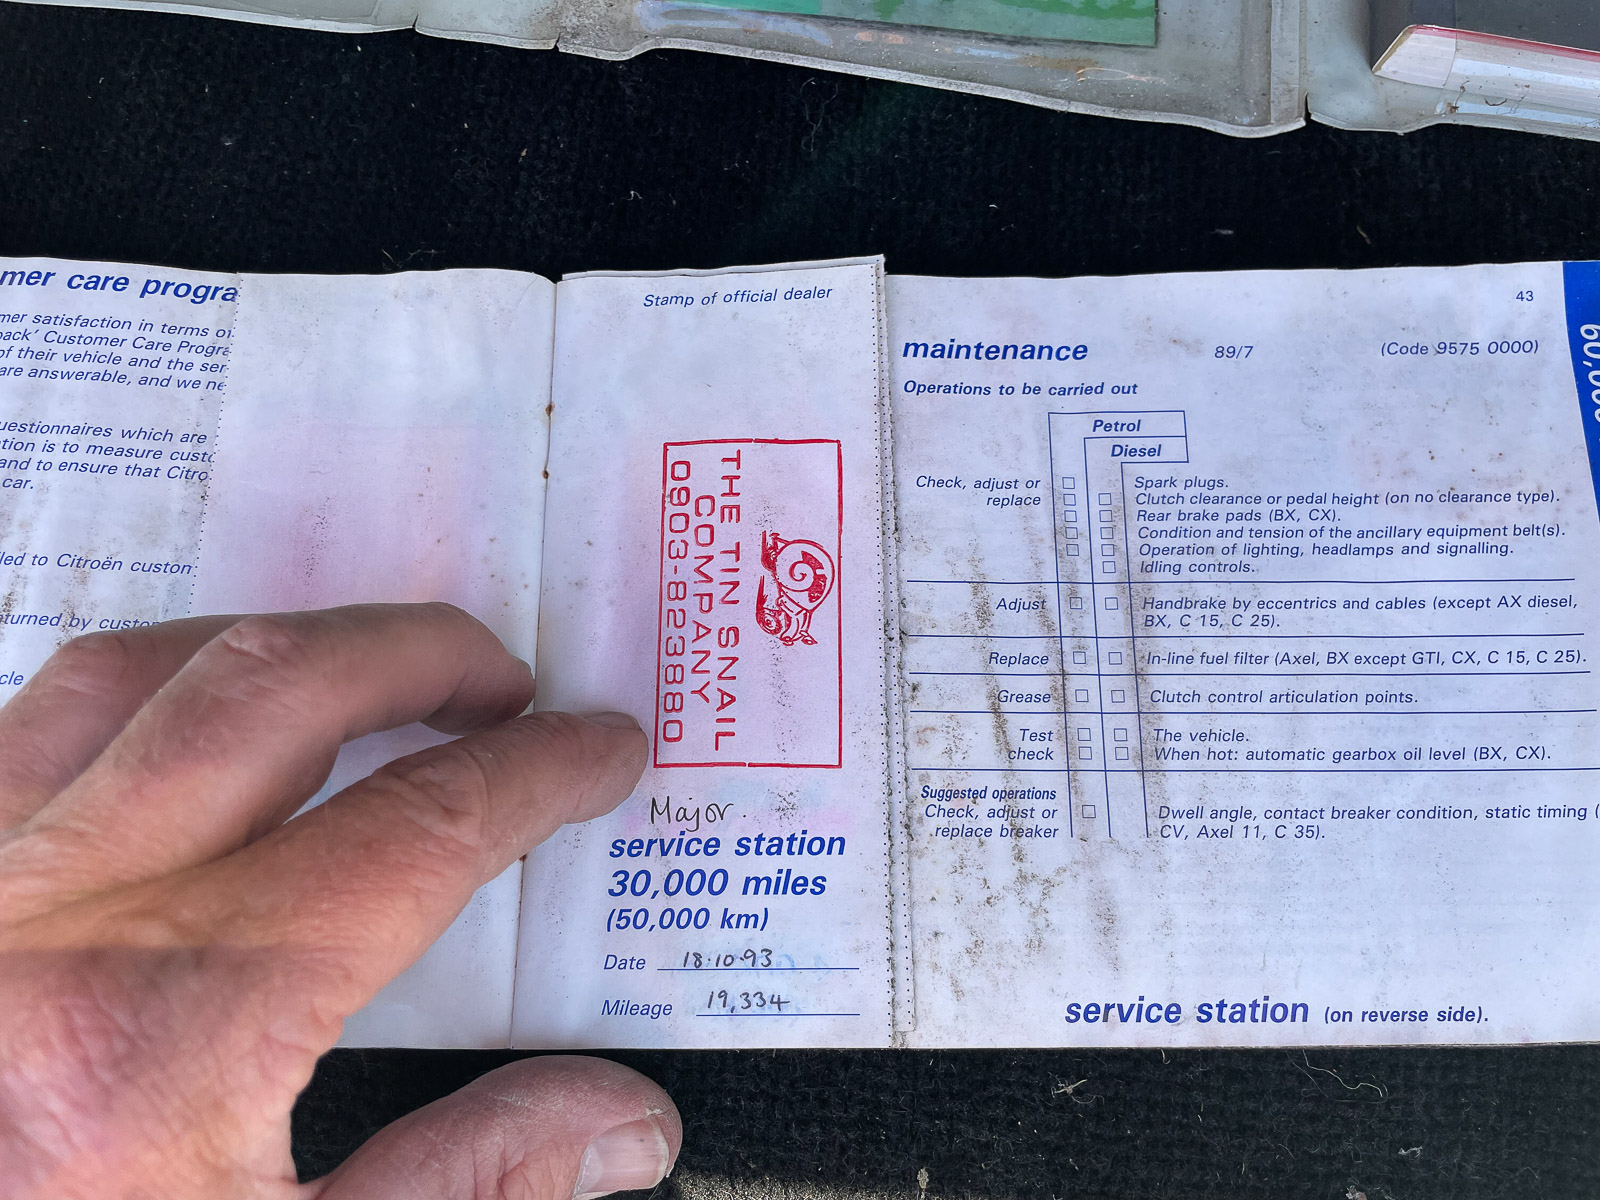 mer care progra
mer satisfaction in terms of
pack' Customer Care Progra
of their vehicle and the ser
are answerable, and we ne
uestionnaires which are
tion is to measure custo
and to ensure that Citro
car.
led to Citroën custom
turned by custo
cle
Stamp of official dealer
THE TIN SNAIL
COMPANY
0903-823880
Major.
service station
30,000 miles
(50,000 km)
Date 18.10.93
Mileage 19,334
43
maintenance 89/7 (Code 9575 0000)
Operations to be carried out
Petrol
Diesel
Check, adjust or replace
Spark plugs.
Clutch clearance or pedal height (on no clearance type).
Rear brake pads (BX, CX).
Condition and tension of the ancillary equipment belt(s).
Operation of lighting, headlamps and signalling.
Idling controls.
Adjust Handbrake by eccentrics and cables (except AX diesel,
BX, C 15, C 25).
Replace In-line fuel filter (Axel, BX except GTI, CX, C 15, C 25).
Grease Clutch control articulation points.
Test The vehicle.
check When hot: automatic gearbox oil level (BX, CX).
Suggested operations
Check, adjust or Dwell angle, contact breaker condition, static timing (
replace breaker CV, Axel 11, C 35).
service station (on reverse side).
60,000